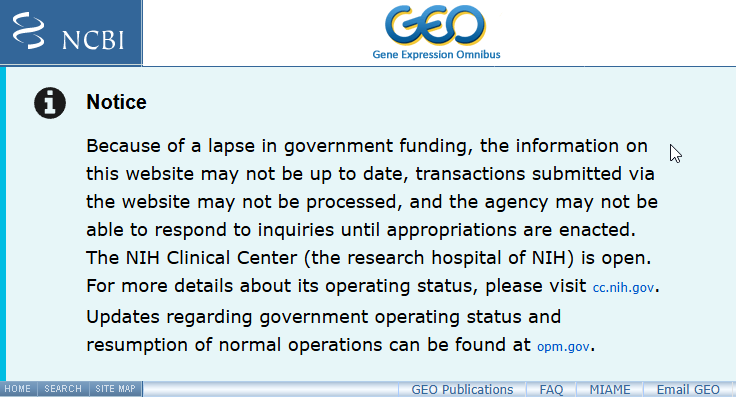 NCBI
GEO
Gene Expression Omnibus
Notice
Because of a lapse in government funding, the information on
this website may not be up to date, transactions submitted via
the website may not be processed, and the agency may not be
able to respond to inquiries until appropriations are enacted.
The NIH Clinical Center (the research hospital of NIH) is open.
For more details about its operating status, please visit cc.nih.gov.
Updates regarding government operating status and
resumption of normal operations can be found at opm.gov.
HOME SEARCH SITE MAP GEO Publications FAQ MIAME Email GEO